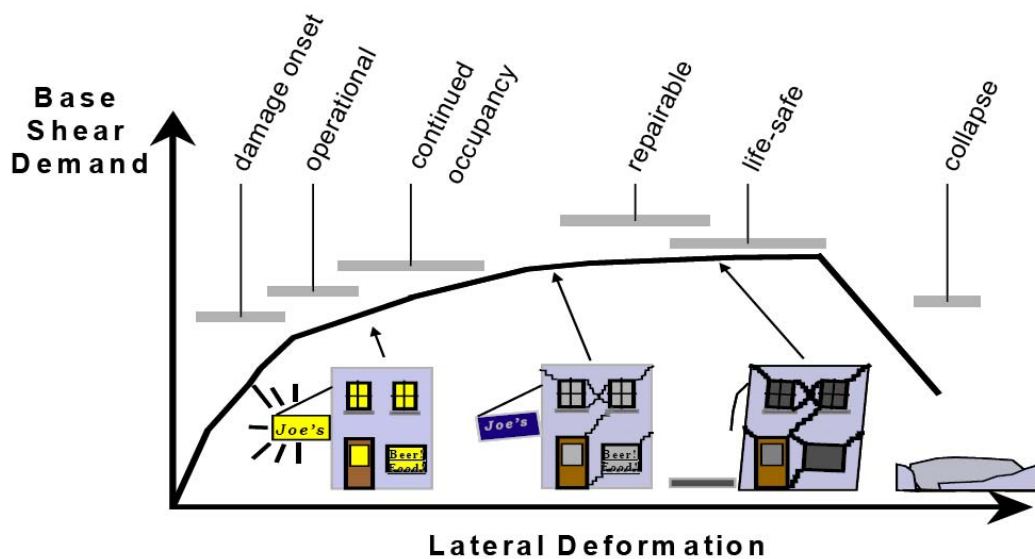 Base
Shear
Demand
damage onset
operational
continued
occupancy
repairable
life-safe
collapse
Joe's
Beer!
Food!
Joe's
Beer!
Food!
Lateral Deformation